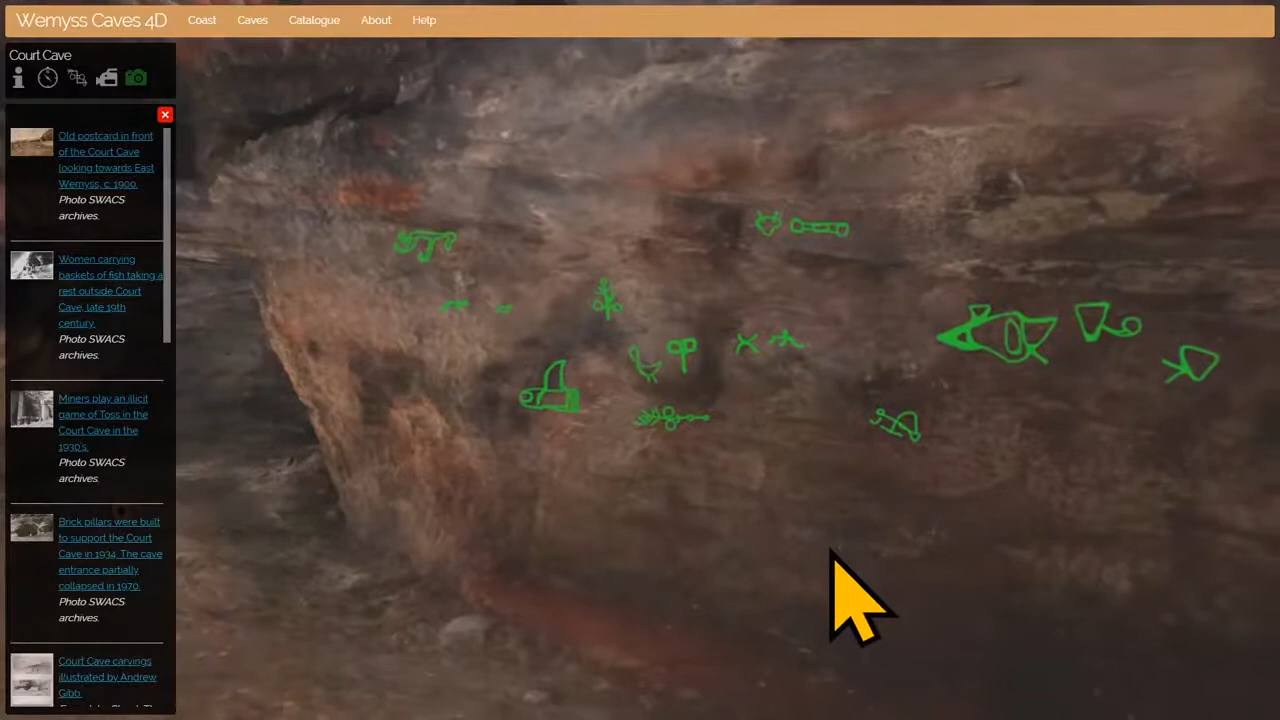 Wemyss Caves 4D Coast Caves Catalogue About Help
Court Cave
Old postcard in front
of the Court Cave
looking towards East
Wemyss, c. 1900.
Photo SWACS
archives.
Women carrying
baskets of fish taking a
rest outside Court
Cave, late 19th
century.
Photo SWACS
archives.
Miners play an illicit
game of Toss in the
Court Cave in the
1930's.
Photo SWACS
archives.
Brick pillars were built
to support the Court
Cave in 1934. The cave
entrance partially
collapsed in 1970.
Photo SWACS
archives.
Court Cave carvings
illustrated by Andrew
Gibb.